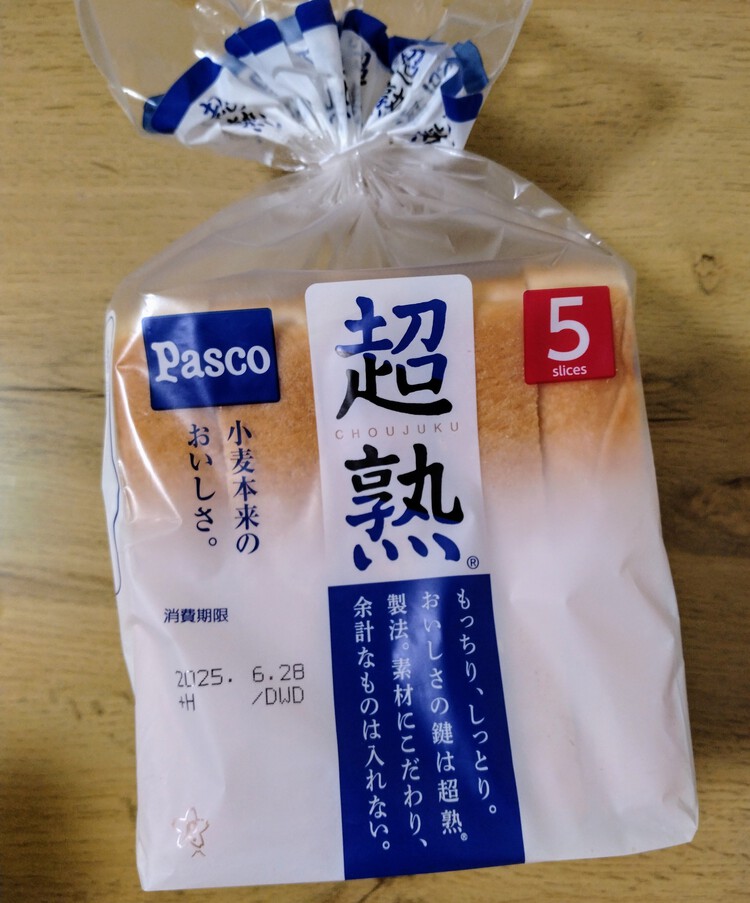 Pasco
小麦本来の
おいしさ。
超熟®
CHOUJUKU
5
slices
もっちり、しっとり。
おいしさの鍵は超熟®
製法。素材にこだわり、
余計なものは入れない。
消費期限
2025. 6.28
+H /DWD